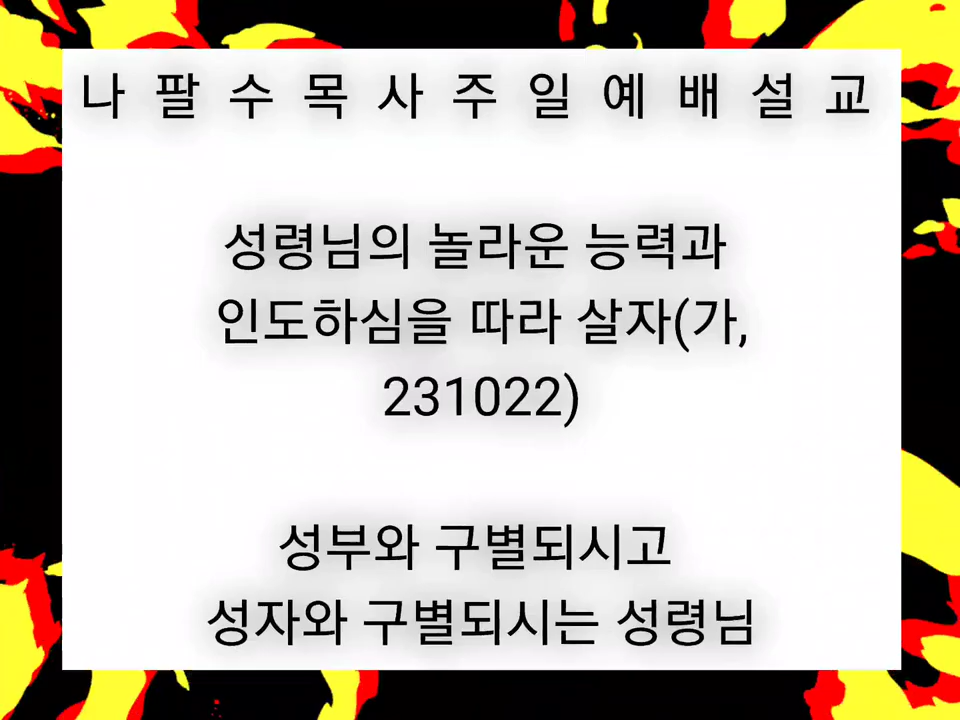 나 팔 수 목 사 주 일 예 배 설 교
성령님의 놀라운 능력과
인도하심을 따라 살자(가,
231022)
성부와 구별되시고
성자와 구별되시는 성령님